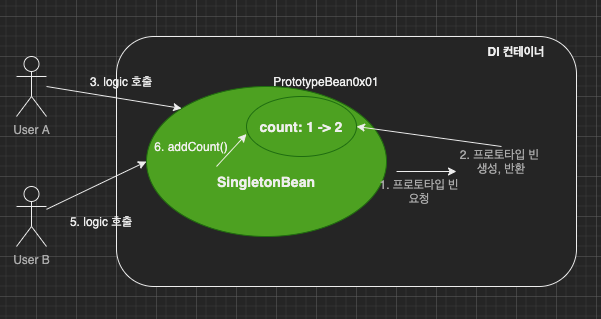 DI 컨테이너
PrototypeBean0x01
3. logic 호출
User A
count: 1 -> 2
6. addCount()
2. 프로토타입 빈
생성, 반환
SingletonBean
1. 프로토타입 빈
요청
5. logic 호출
User B